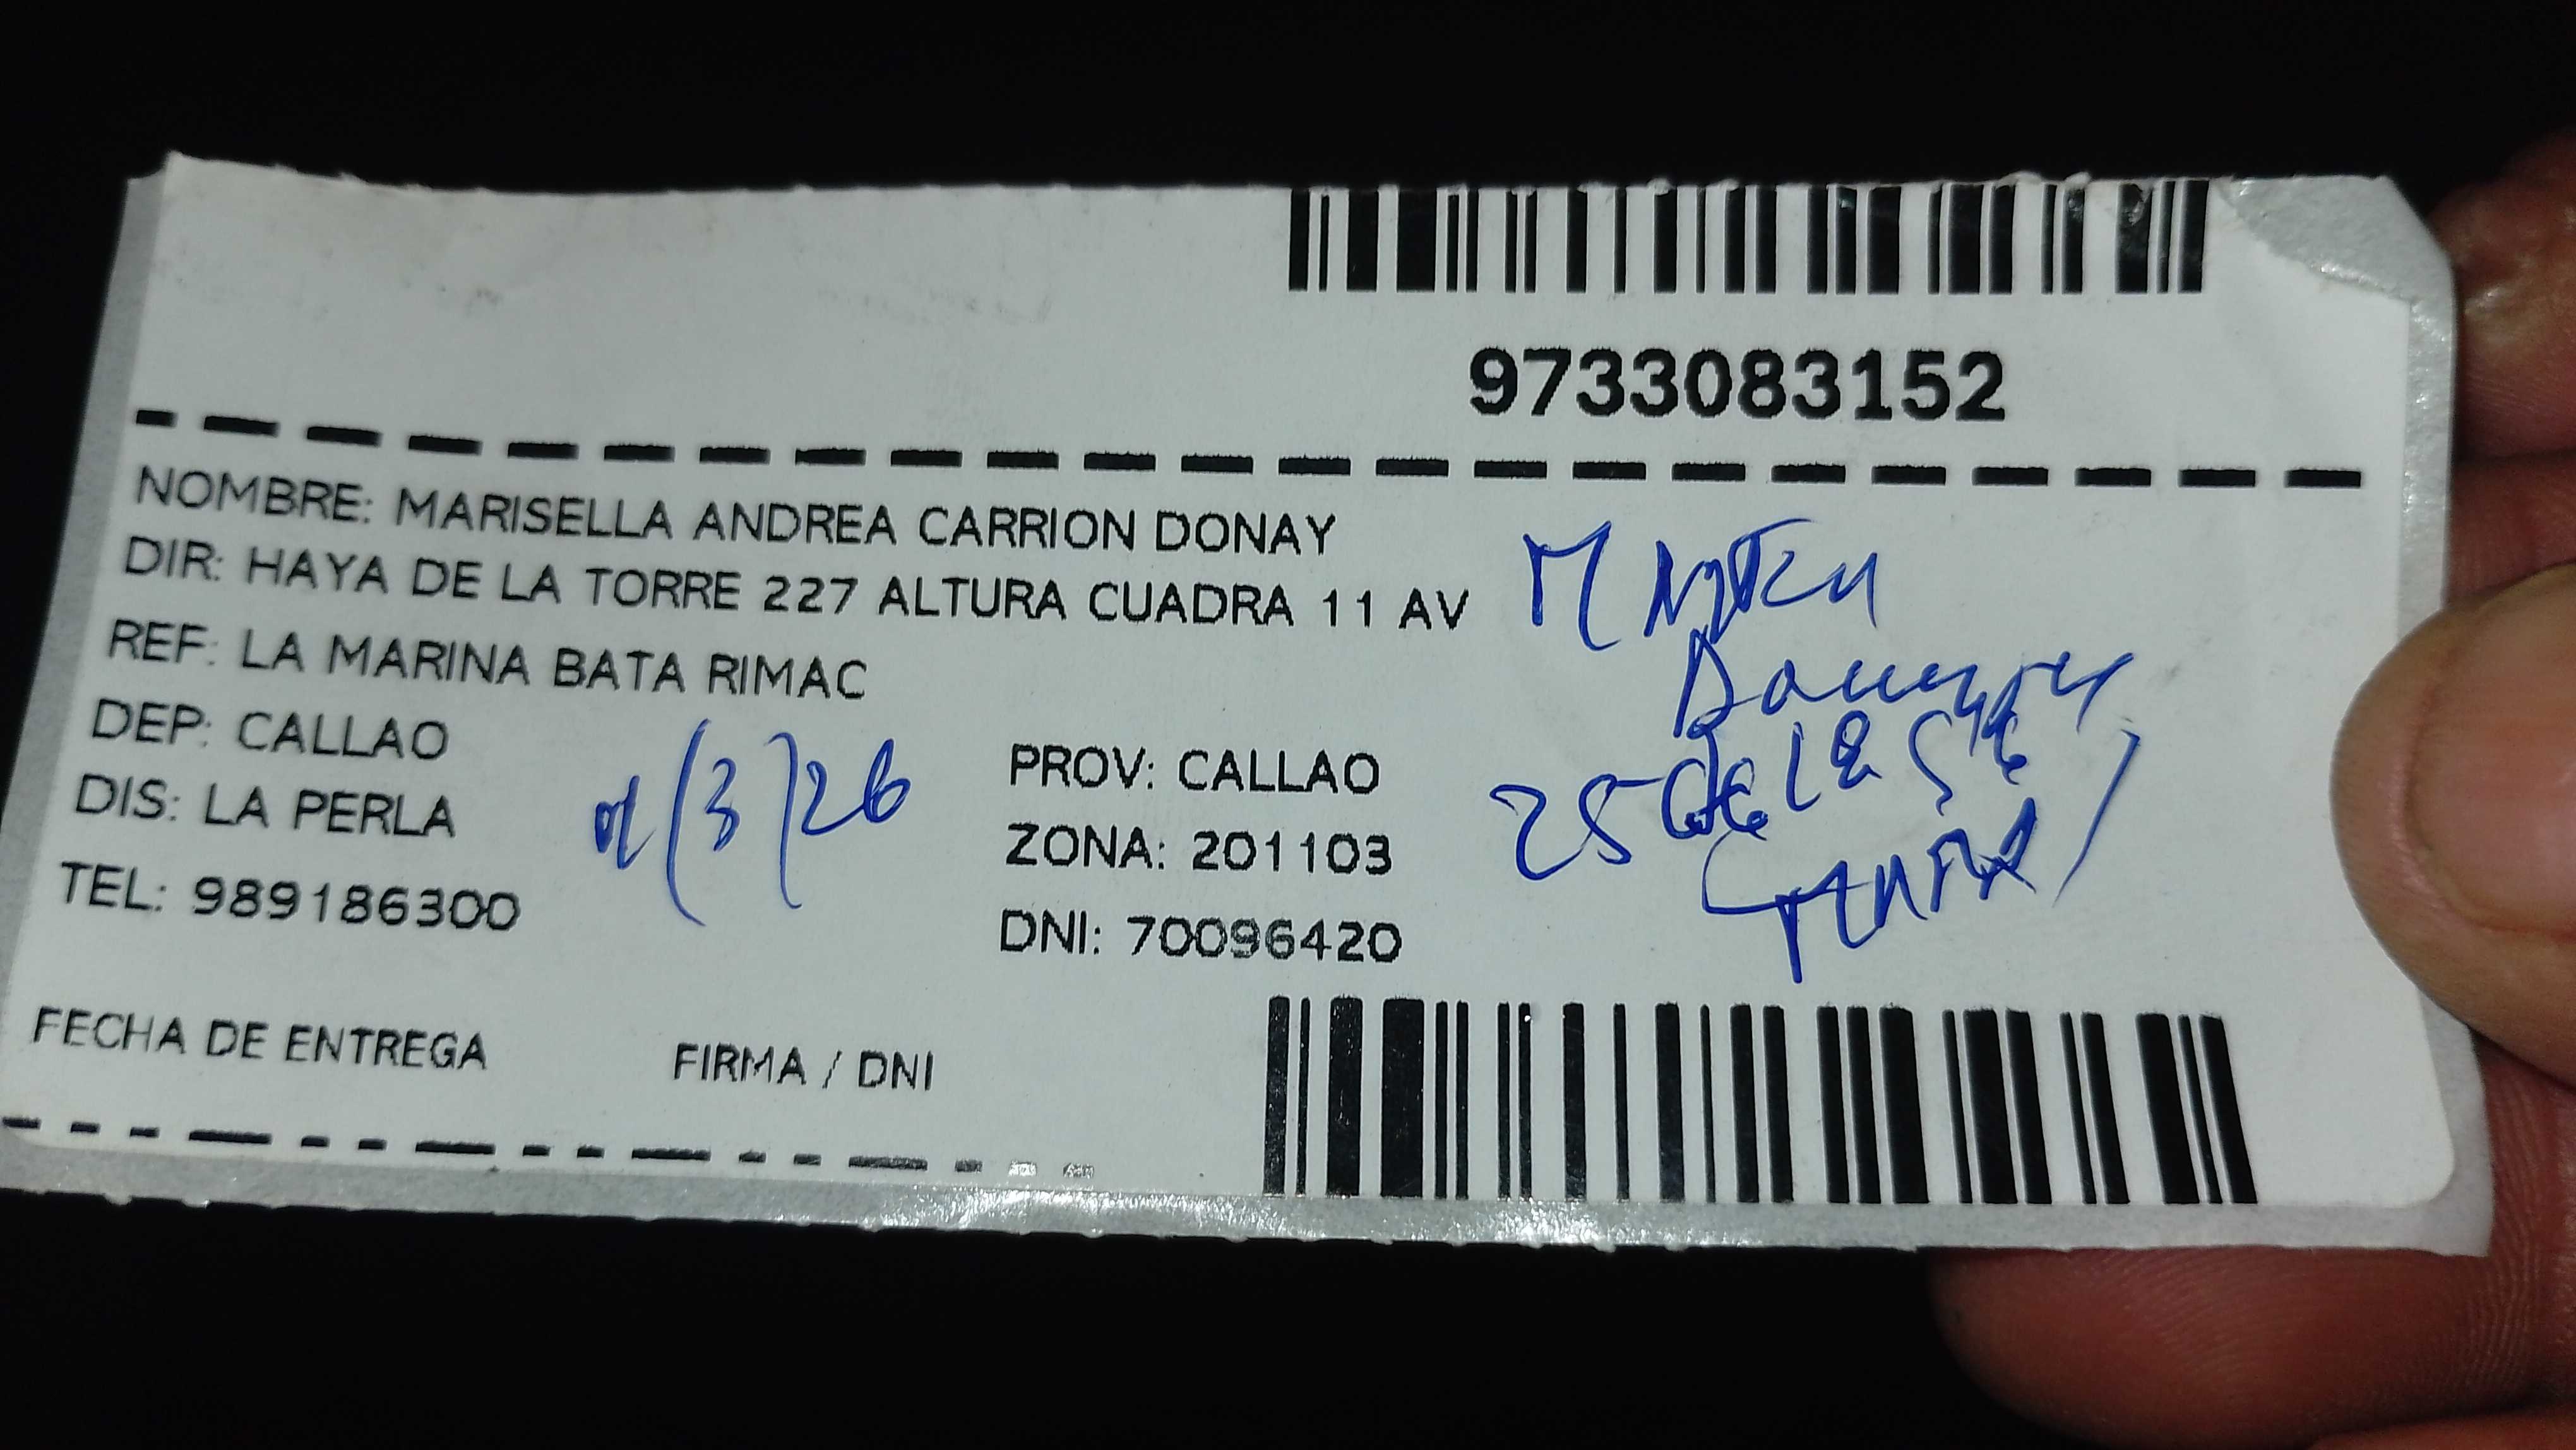 9733083152
NOMBRE: MARISELLA ANDREA CARRION DONAY
DIR: HAYA DE LA TORRE 227 ALTURA CUADRA 11 AV
REF: LA MARINA BATA RIMAC
DEP: CALLAO
PROV: CALLAO
DIS: LA PERLA
/3/26
ZONA: 201103
TEL: 989186300
DNI: 70096420
FECHA DE ENTREGA
FIRMA / DNI